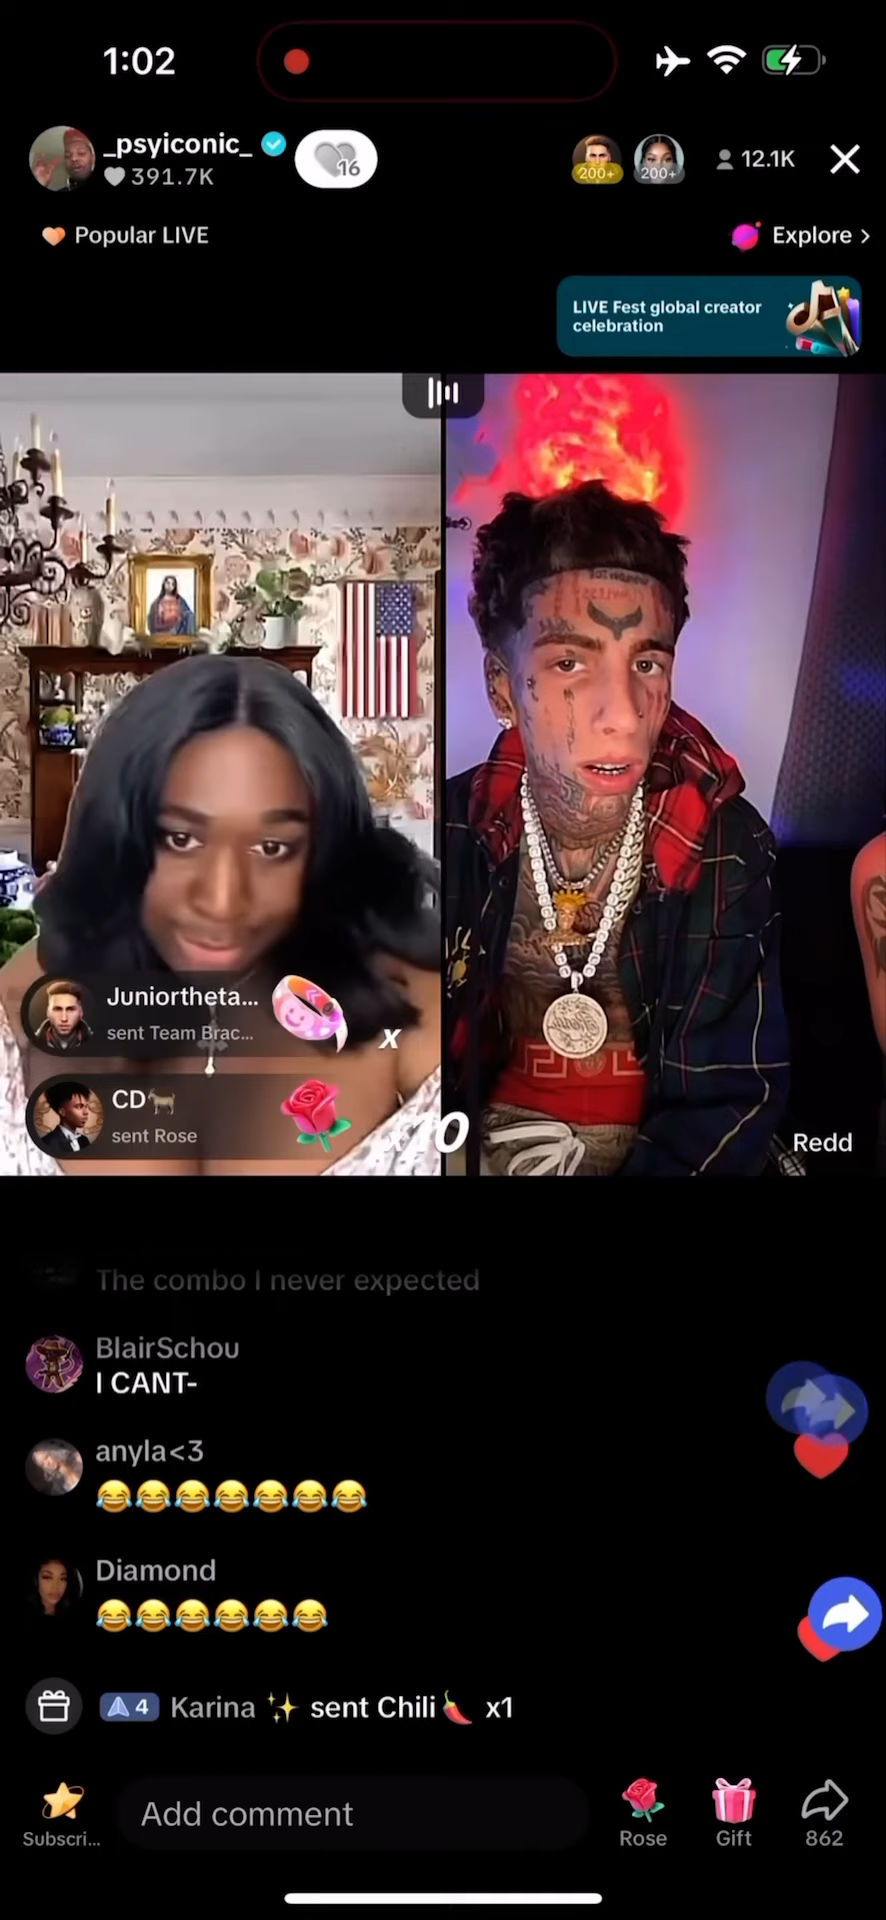 1:02
_psyiconic_
16
391.7K
200+
200+
12.1K
Popular LIVE
Explore >
LIVE Fest global creator
celebration
Juniortheta...
sent Team Brac...
x
CD🐐
sent Rose
x10
Redd
The combo I never expected
BlairSchou
I CANT-
anyla<3
😂😂😂😂😂😂😂
Diamond
😂😂😂😂😂😂
4 Karina ✨ sent Chili🌶️ x1
Subscri...
Add comment
Rose
Gift
862